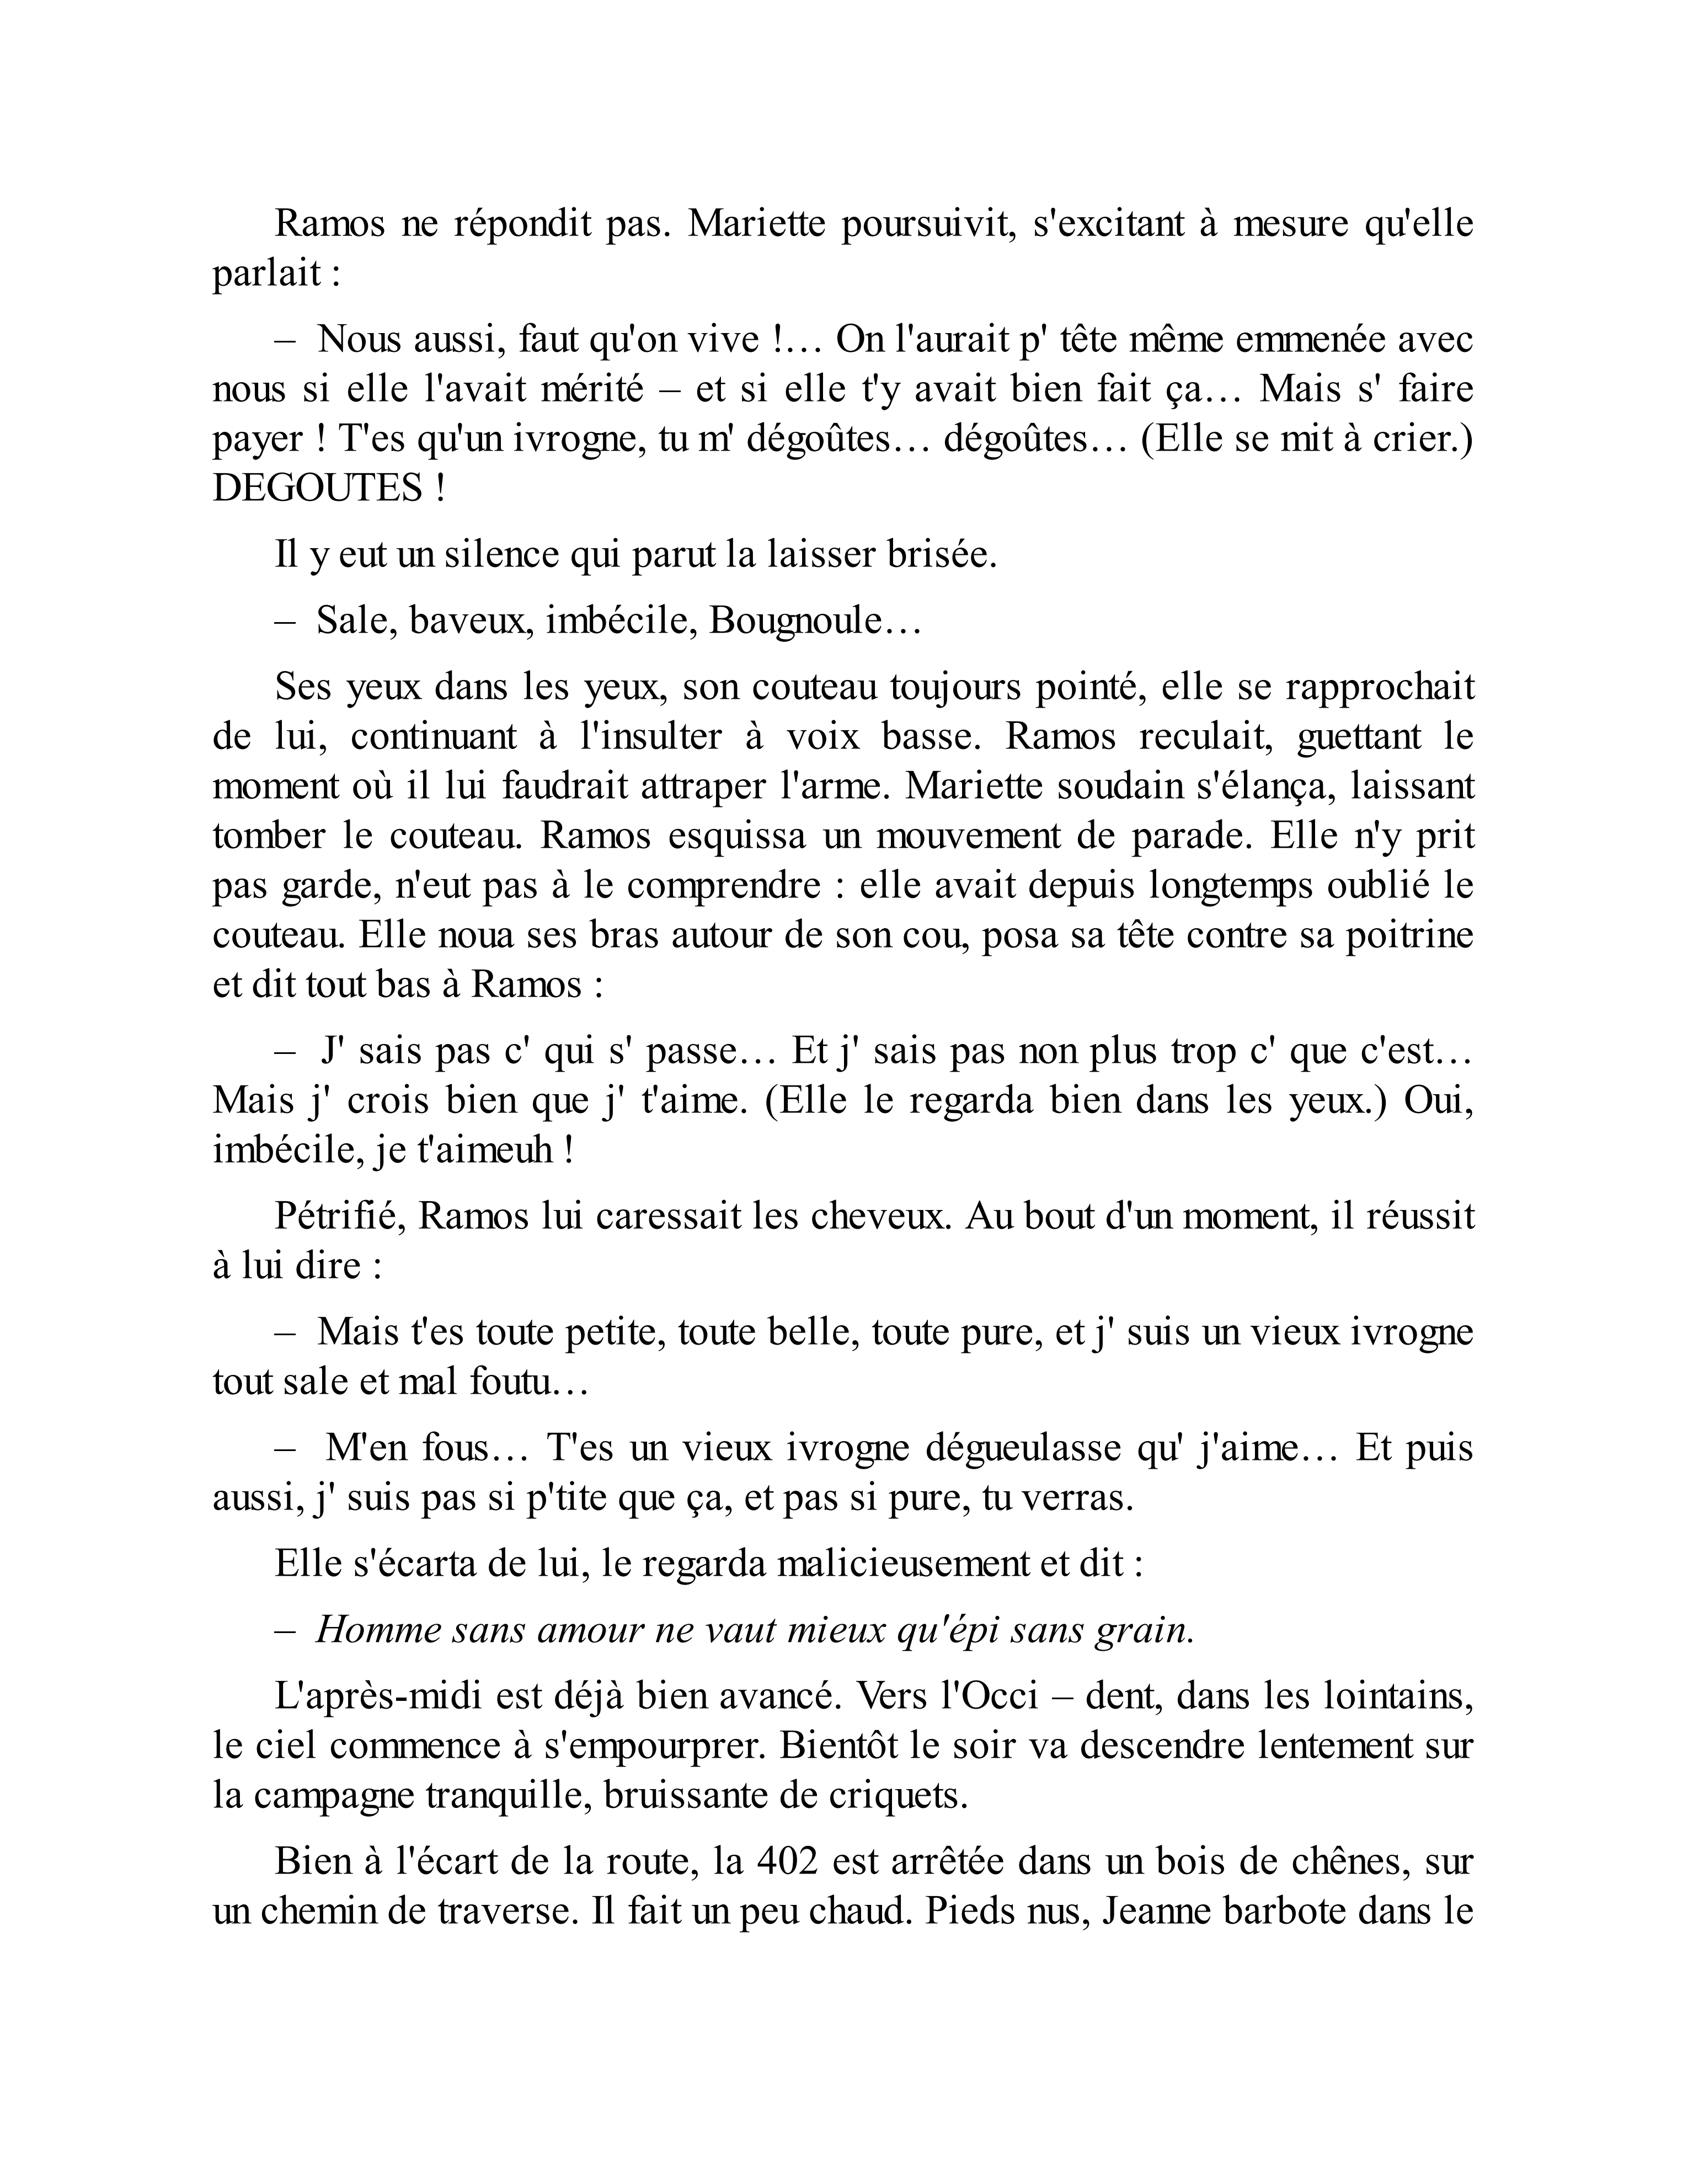 Ramos ne répondit pas. Mariette poursuivit, s'excitant à mesure qu'elle
parlait :
– Nous aussi, faut qu'on vive !… On l'aurait p' tête même emmenée avec
nous si elle l'avait mérité – et si elle t'y avait bien fait ça… Mais s' faire
payer ! T'es qu'un ivrogne, tu m' dégoûtes… dégoûtes… (Elle se mit à crier.)
DEGOUTES !
Il y eut un silence qui parut la laisser brisée.
– Sale, baveux, imbécile, Bougnoule…
Ses yeux dans les yeux, son couteau toujours pointé, elle se rapprochait
de lui, continuant à l'insulter à voix basse. Ramos reculait, guettant le
moment où il lui faudrait attraper l'arme. Mariette soudain s'élança, laissant
tomber le couteau. Ramos esquissa un mouvement de parade. Elle n'y prit
pas garde, n'eut pas à le comprendre : elle avait depuis longtemps oublié le
couteau. Elle noua ses bras autour de son cou, posa sa tête contre sa poitrine
et dit tout bas à Ramos :
– J' sais pas c' qui s' passe… Et j' sais pas non plus trop c' que c'est…
Mais j' crois bien que j' t'aime. (Elle le regarda bien dans les yeux.) Oui,
imbécile, je t'aimeuh !
Pétrifié, Ramos lui caressait les cheveux. Au bout d'un moment, il réussit
à lui dire :
– Mais t'es toute petite, toute belle, toute pure, et j' suis un vieux ivrogne
tout sale et mal foutu…
– M'en fous… T'es un vieux ivrogne dégueulasse qu' j'aime… Et puis
aussi, j' suis pas si p'tite que ça, et pas si pure, tu verras.
Elle s'écarta de lui, le regarda malicieusement et dit :
– Homme sans amour ne vaut mieux qu'épi sans grain.
L'après-midi est déjà bien avancé. Vers l'Occi – dent, dans les lointains,
le ciel commence à s'empourprer. Bientôt le soir va descendre lentement sur
la campagne tranquille, bruissante de criquets.
Bien à l'écart de la route, la 402 est arrêtée dans un bois de chênes, sur
un chemin de traverse. Il fait un peu chaud. Pieds nus, Jeanne barbote dans le